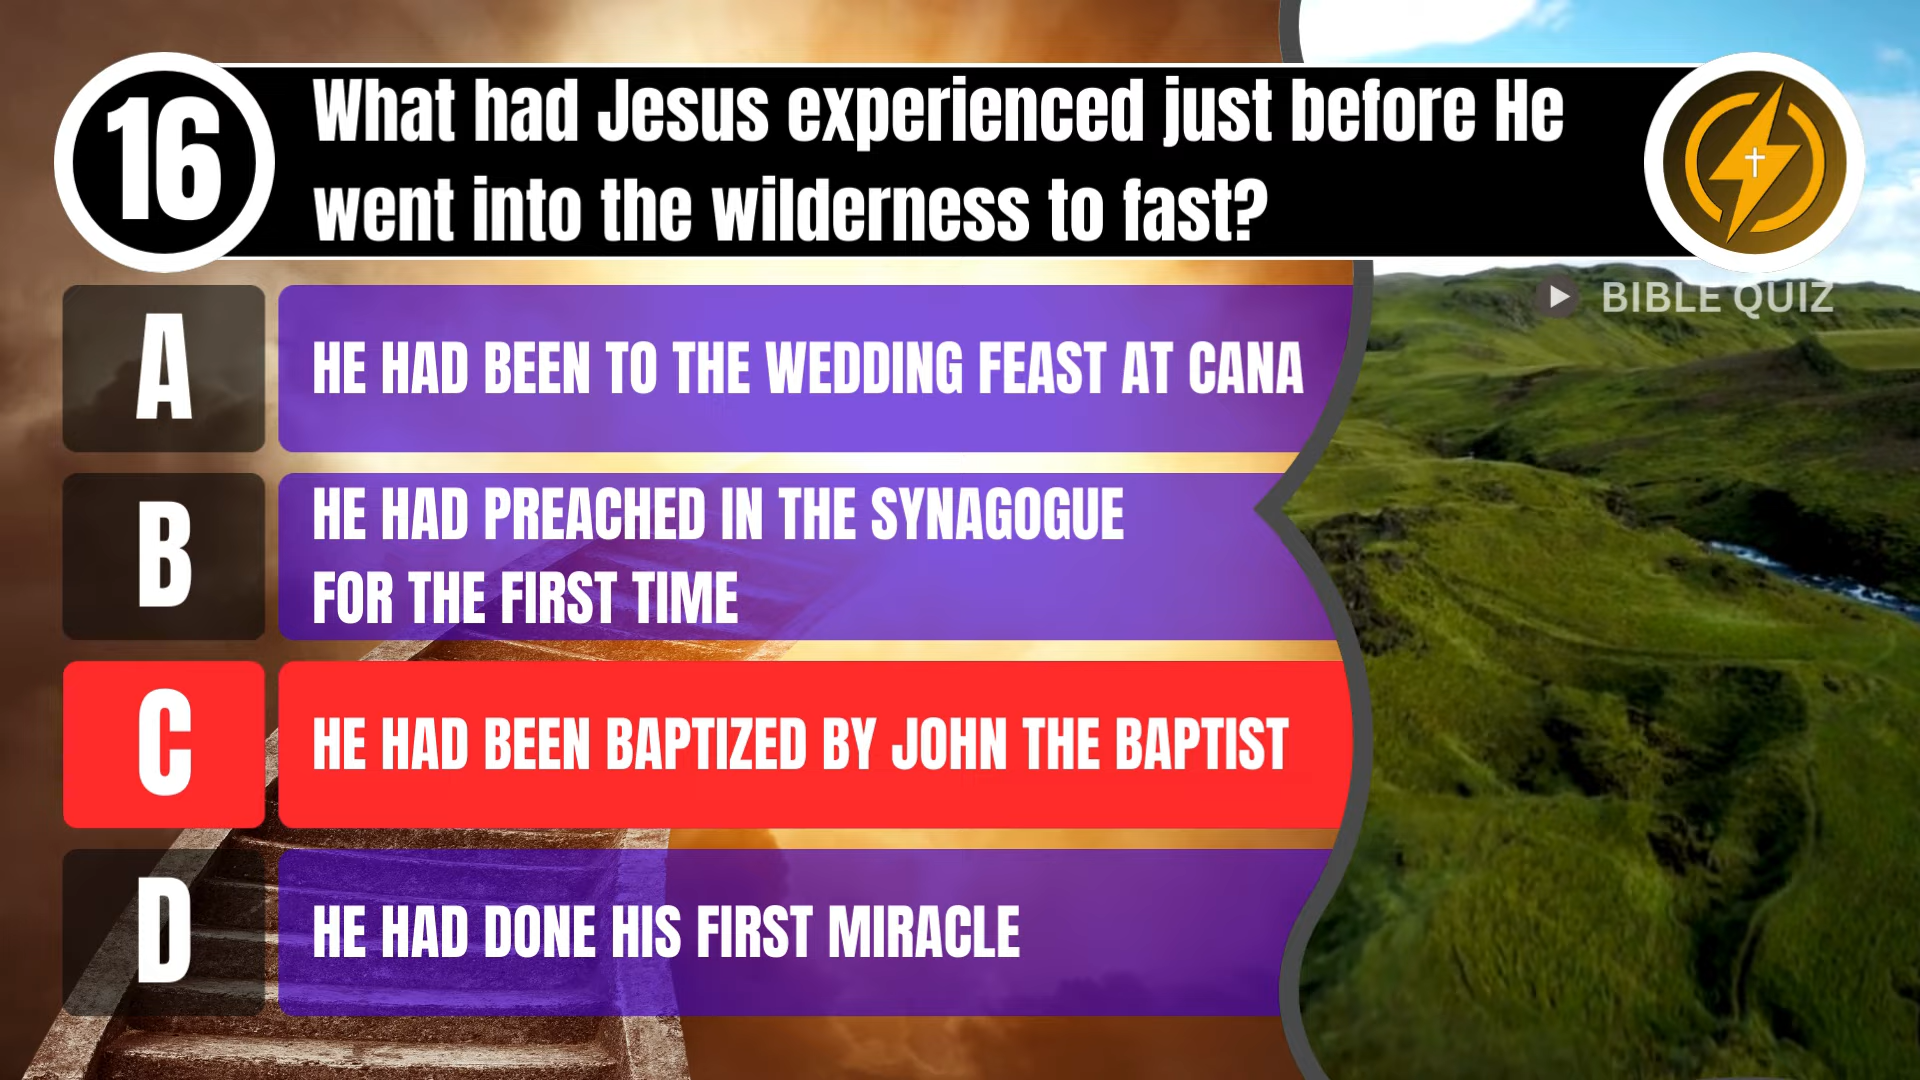 16
What had Jesus experienced just before He
went into the wilderness to fast?
BIBLE QUIZ
A
HE HAD BEEN TO THE WEDDING FEAST AT CANA
B
HE HAD PREACHED IN THE SYNAGOGUE
FOR THE FIRST TIME
C
HE HAD BEEN BAPTIZED BY JOHN THE BAPTIST
D
HE HAD DONE HIS FIRST MIRACLE